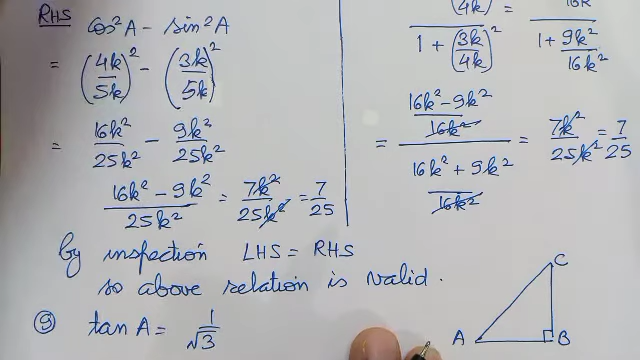 RHS cos²A - sin²A
= (4k/5k)² - (3k/5k)²
= 16k²/25k² - 9k²/25k²
(16k² - 9k²)/25k² = 7k²/25k² = 7/25
(4k) = 16k
1 + (3k/4k)² 1 + 9k²/16k²
= ((16k² - 9k²)/16k²)/((16k² + 9k²)/16k²) = 7k²/25k² = 7/25
by inspection LHS = RHS
so above relation is valid.
⑨ tan A = 1/√3
C
A B